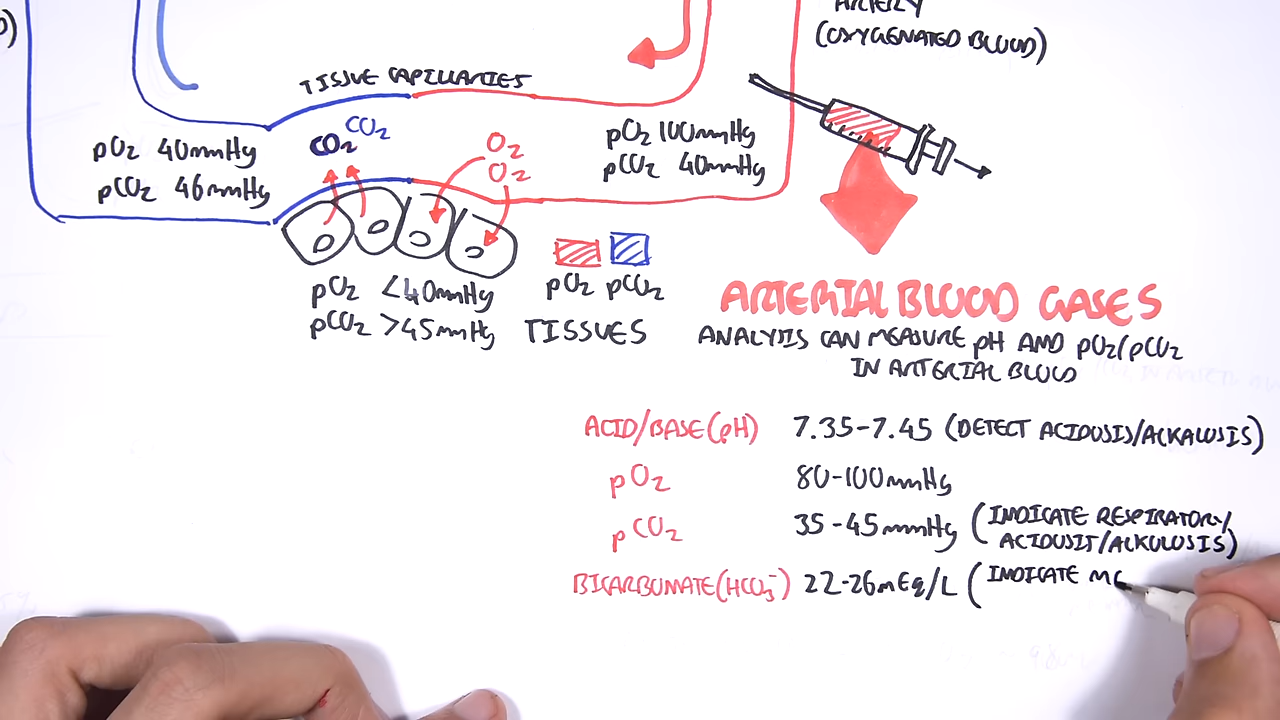 ARTERY
(OXYGENATED BLOOD)
TISSUE CAPILLARIES
pO2 40mmHg
pCO2 46mmHg
CO2 CO2
O2
O2
pO2 100mmHg
pCO2 40mmHg
pO2 <40mmHg
pCO2 >45mmHg TISSUES
pO2 pCO2
ARTERIAL BLOOD GASES
ANALYSIS CAN MEASURE pH AND pO2/pCO2
IN ARTERIAL BLOOD
ACID/BASE (pH) 7.35-7.45 (DETECT ACIDOSIS/ALKALOSIS)
pO2 80-100mmHg
pCO2 35-45mmHg (INDICATE RESPIRATORY
ACIDOSIS/ALKOLOSIS)
BICARBONATE (HCO3-) 22-26mEq/L (INDICATE ME